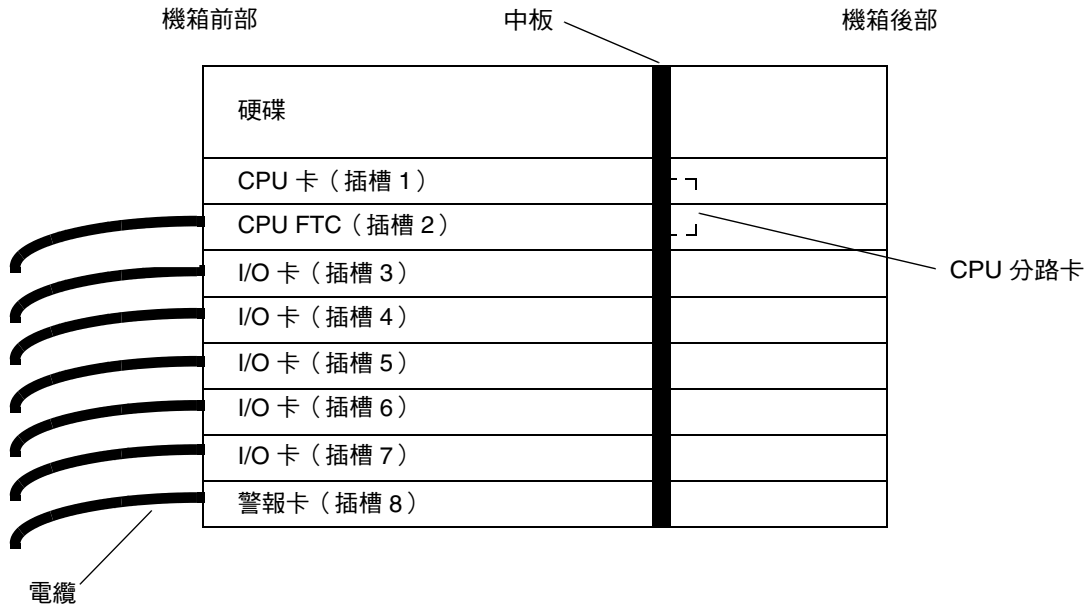 機箱前部
中板
機箱後部
硬碟
CPU 卡（插槽 1）
CPU FTC（插槽 2）
I/O 卡（插槽 3）
I/O 卡（插槽 4）
I/O 卡（插槽 5）
I/O 卡（插槽 6）
I/O 卡（插槽 7）
警報卡（插槽 8）
CPU 分路卡
電纜